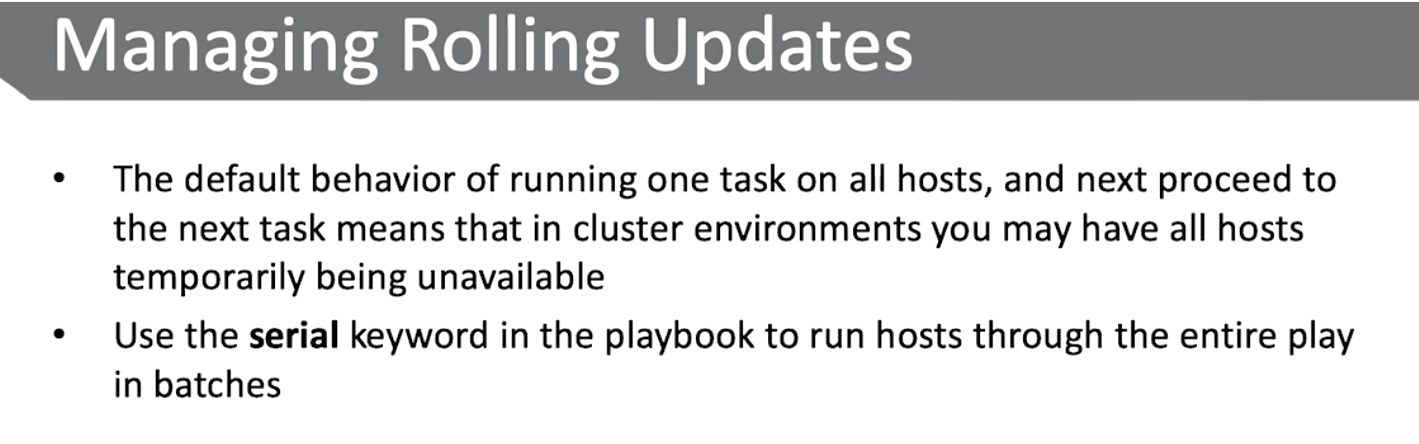 Managing Rolling Updates
• The default behavior of running one task on all hosts, and next proceed to
the next task means that in cluster environments you may have all hosts
temporarily being unavailable
• Use the serial keyword in the playbook to run hosts through the entire play
in batches